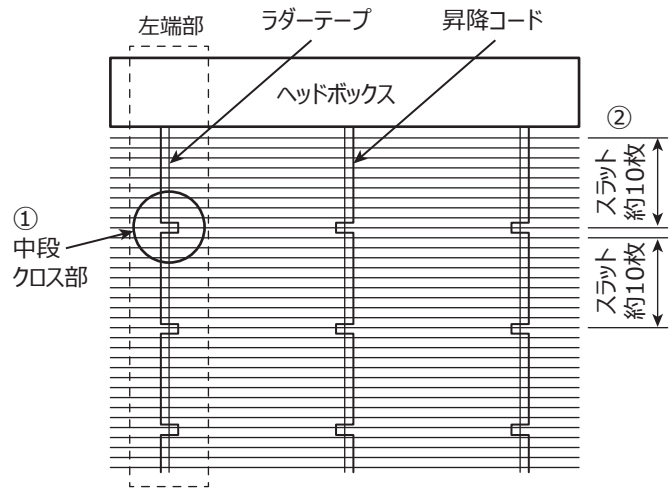 左端部
ラダーテープ
昇降コード
ヘッドボックス
②
スラット
約10枚
スラット
約10枚
①
中段
クロス部